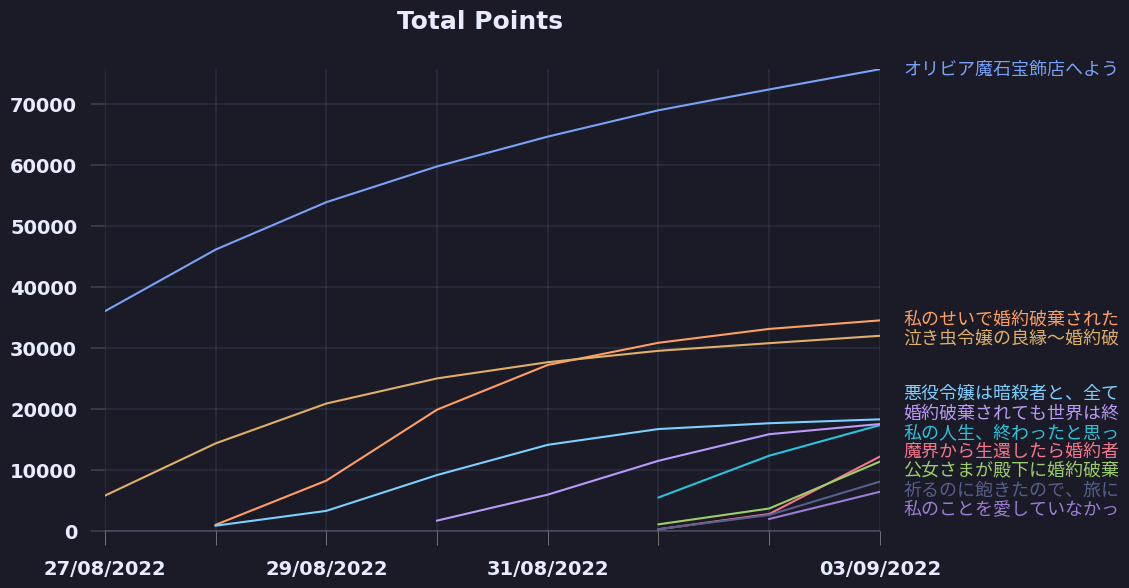 Total Points
オリビア魔石宝飾店へよう
70000
60000
50000
40000
30000
20000
10000
0
私のせいで婚約破棄された
泣き虫令嬢の良縁～婚約破
悪役令嬢は暗殺者と、全て
婚約破棄されても世界は終
私の人生、終わったと思っ
魔界から生還したら婚約者
公女さまが殿下に婚約破棄
祈るのに飽きたので、旅に
私のことを愛していなかっ
27/08/2022
29/08/2022
31/08/2022
03/09/2022